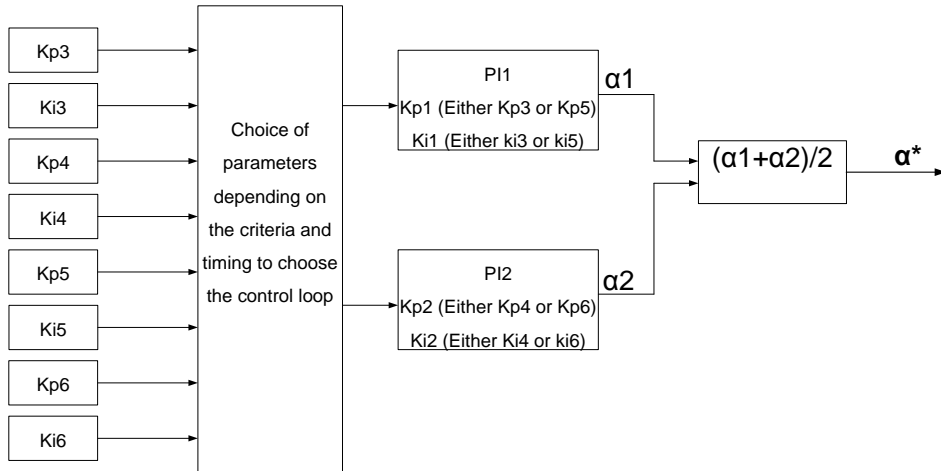 Kp3
Ki3
Kp4
Ki4
Kp5
Ki5
Kp6
Ki6
Choice of
parameters
depending on
the criteria and
timing to choose
the control loop
PI1
Kp1 (Either Kp3 or Kp5)
Ki1 (Either ki3 or ki5)
α1
PI2
Kp2 (Either Kp4 or Kp6)
Ki2 (Either Ki4 or ki6)
α2
(α1+α2)/2
α*